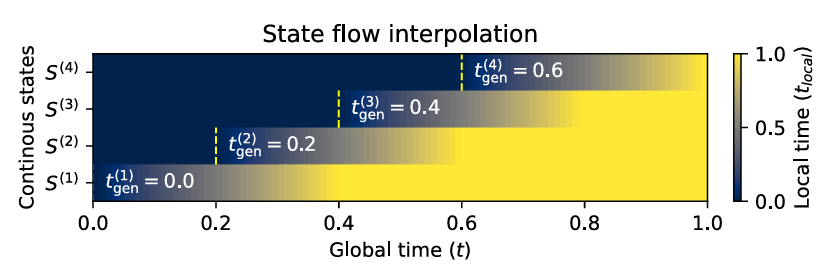 State flow interpolation
Continous states
S^(4)
S^(3)
S^(2)
S^(1)
t_gen^(4) = 0.6
t_gen^(3) = 0.4
t_gen^(2) = 0.2
t_gen^(1) = 0.0
0.0 0.2 0.4 0.6 0.8 1.0
Global time (t)
1.0
0.5
0.0
Local time (t_local)